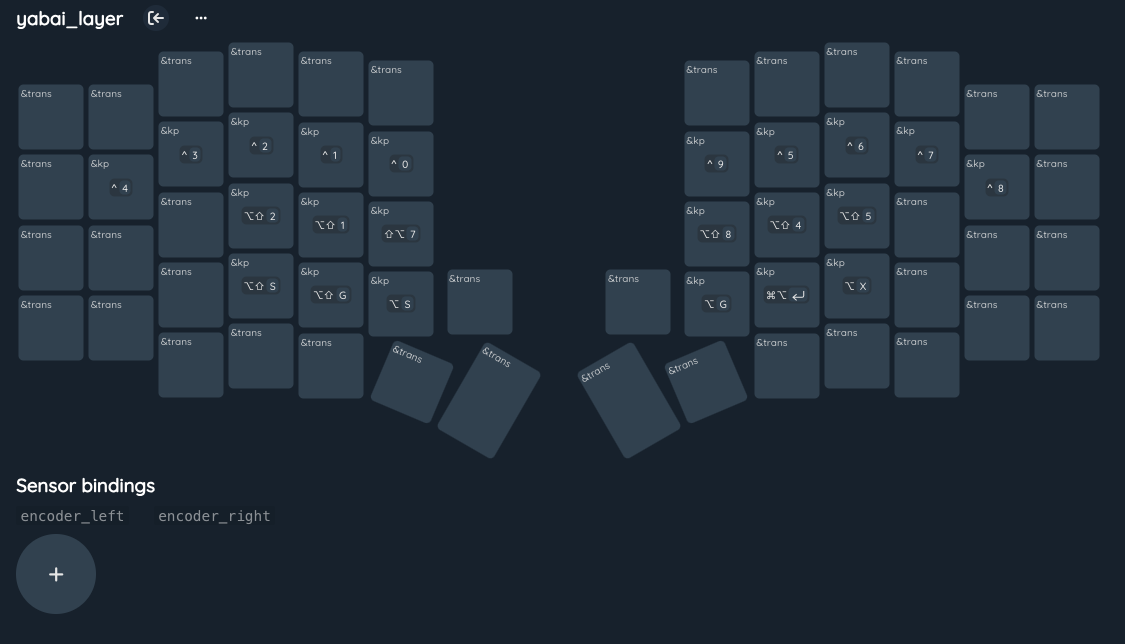 yabai_layer
&trans &trans &trans &trans &trans &trans &trans &trans &trans &trans &trans &trans
&trans &kp &kp &kp &kp &kp &kp &kp &kp &kp &kp &trans
^ 4 ^ 3 ^ 2 ^ 1 ^ 0 ^ 9 ^ 5 ^ 6 ^ 7 ^ 8
&trans &trans &trans &kp &kp &kp &kp &kp &kp &trans &trans &trans
⌥⇧ 2 ⌥⇧ 1 ⇧⌥ 7 ⌥⇧ 8 ⌥⇧ 4 ⌥⇧ 5
&trans &trans &trans &kp &kp &kp &trans &trans &kp &kp &kp &trans &trans &trans
⌥⇧ S ⌥⇧ G ⌥ S ⌥ G ⌘⌥ ↵ ⌥ X
&trans &trans &trans &trans &trans &trans &trans &trans &trans &trans
Sensor bindings
encoder_left encoder_right
+